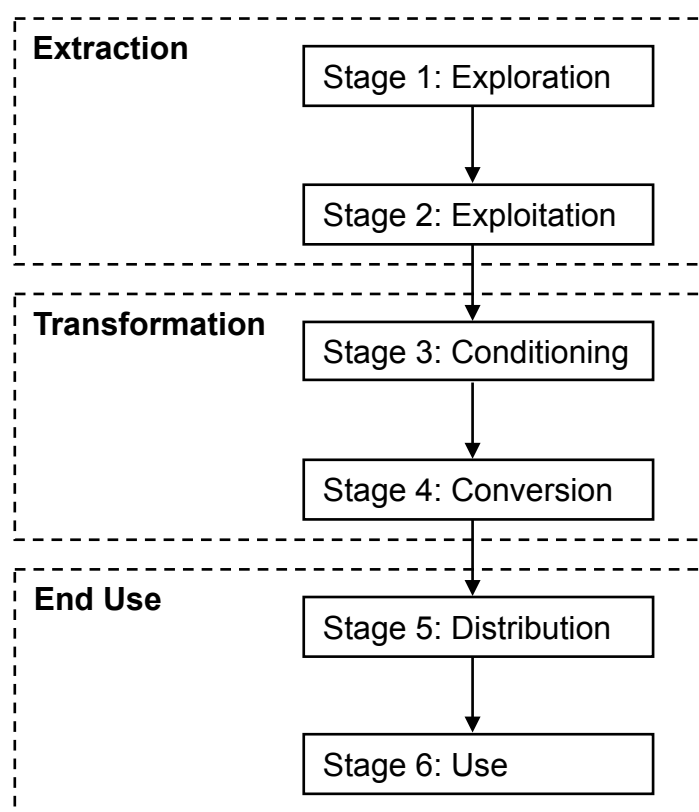 Extraction
Stage 1: Exploration
Stage 2: Exploitation
Transformation
Stage 3: Conditioning
Stage 4: Conversion
End Use
Stage 5: Distribution
Stage 6: Use